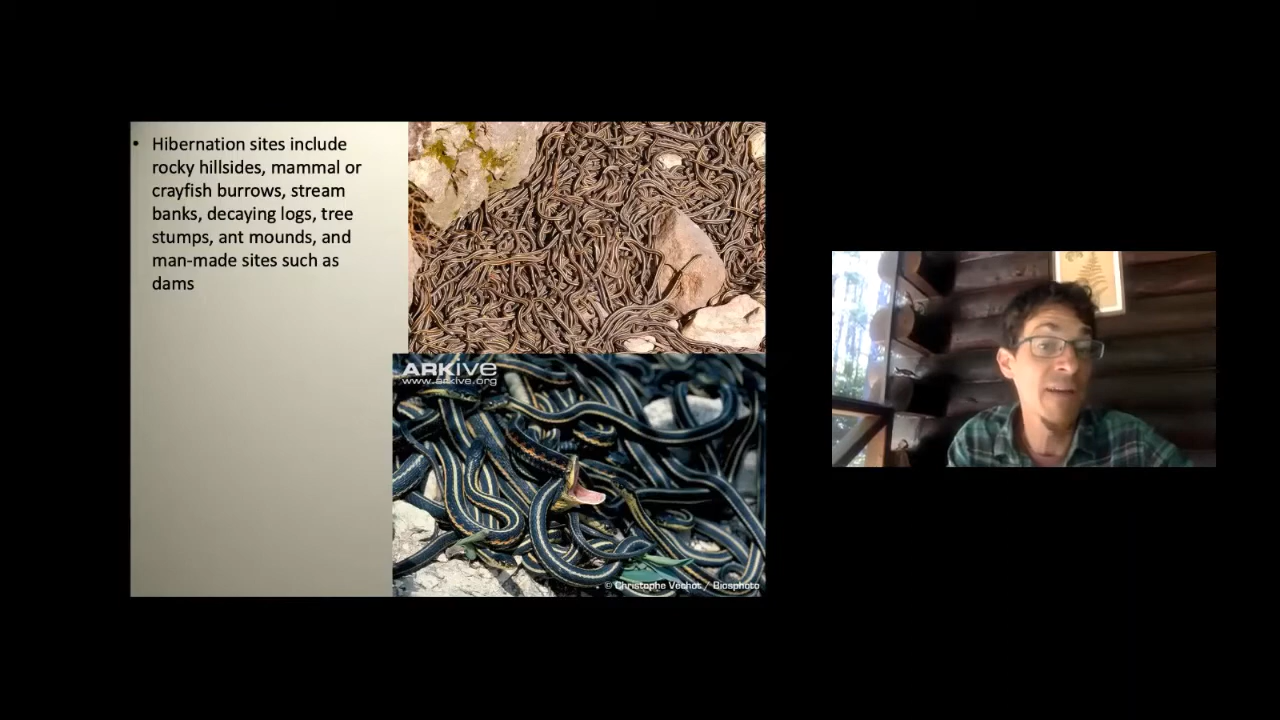 • Hibernation sites include
rocky hillsides, mammal or
crayfish burrows, stream
banks, decaying logs, tree
stumps, ant mounds, and
man-made sites such as
dams
ARKive
www.arkive.org
© Christophe Véchot / Biosphoto